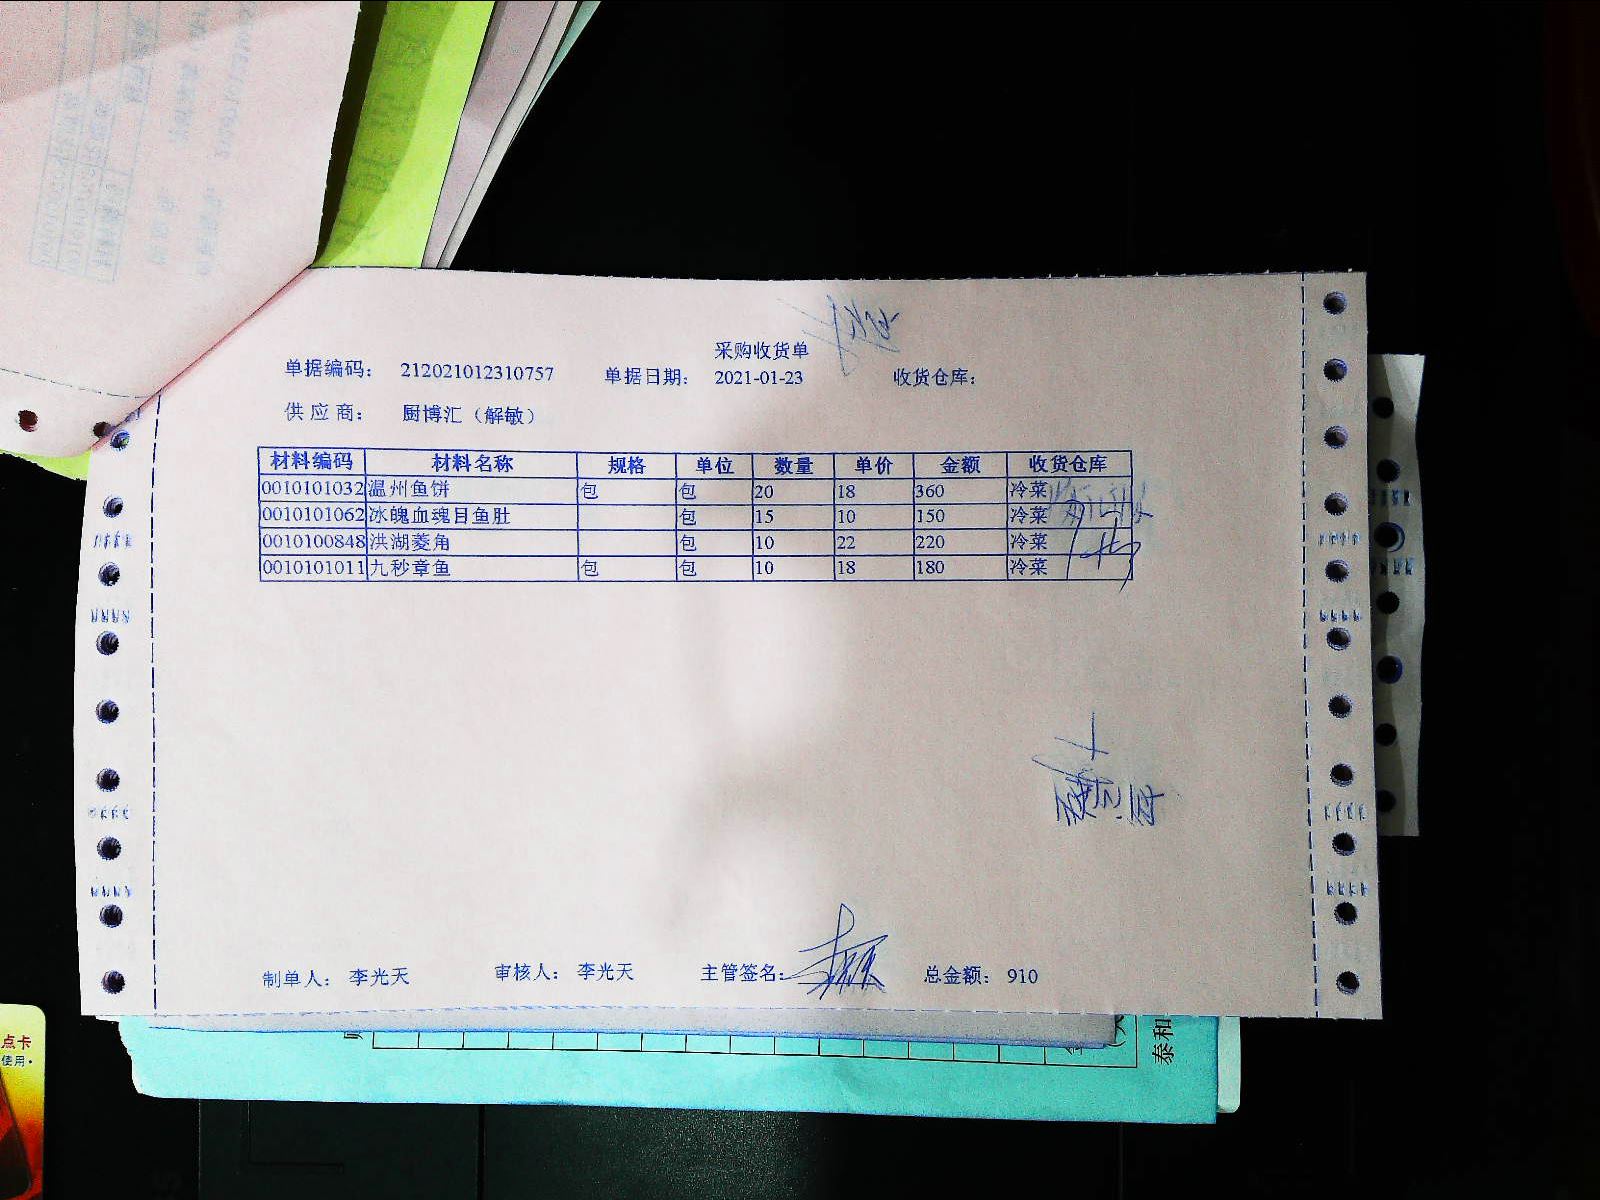 采购收货单
单据编码： 212021012310757 单据日期： 2021-01-23 收货仓库：
供 应 商： 厨博汇（解敏）
材料编码 材料名称 规格 单位 数量 单价 金额 收货仓库
0010101032 温州鱼饼 包 包 20 18 360 冷菜
0010101062 冰魄血魂目鱼肚 包 15 10 150 冷菜
0010100848 洪湖菱角 包 10 22 220 冷菜
0010101011 九秒章鱼 包 包 10 18 180 冷菜
制单人： 李光天 审核人： 李光天 主管签名： 总金额： 910
点卡
使用
泰和